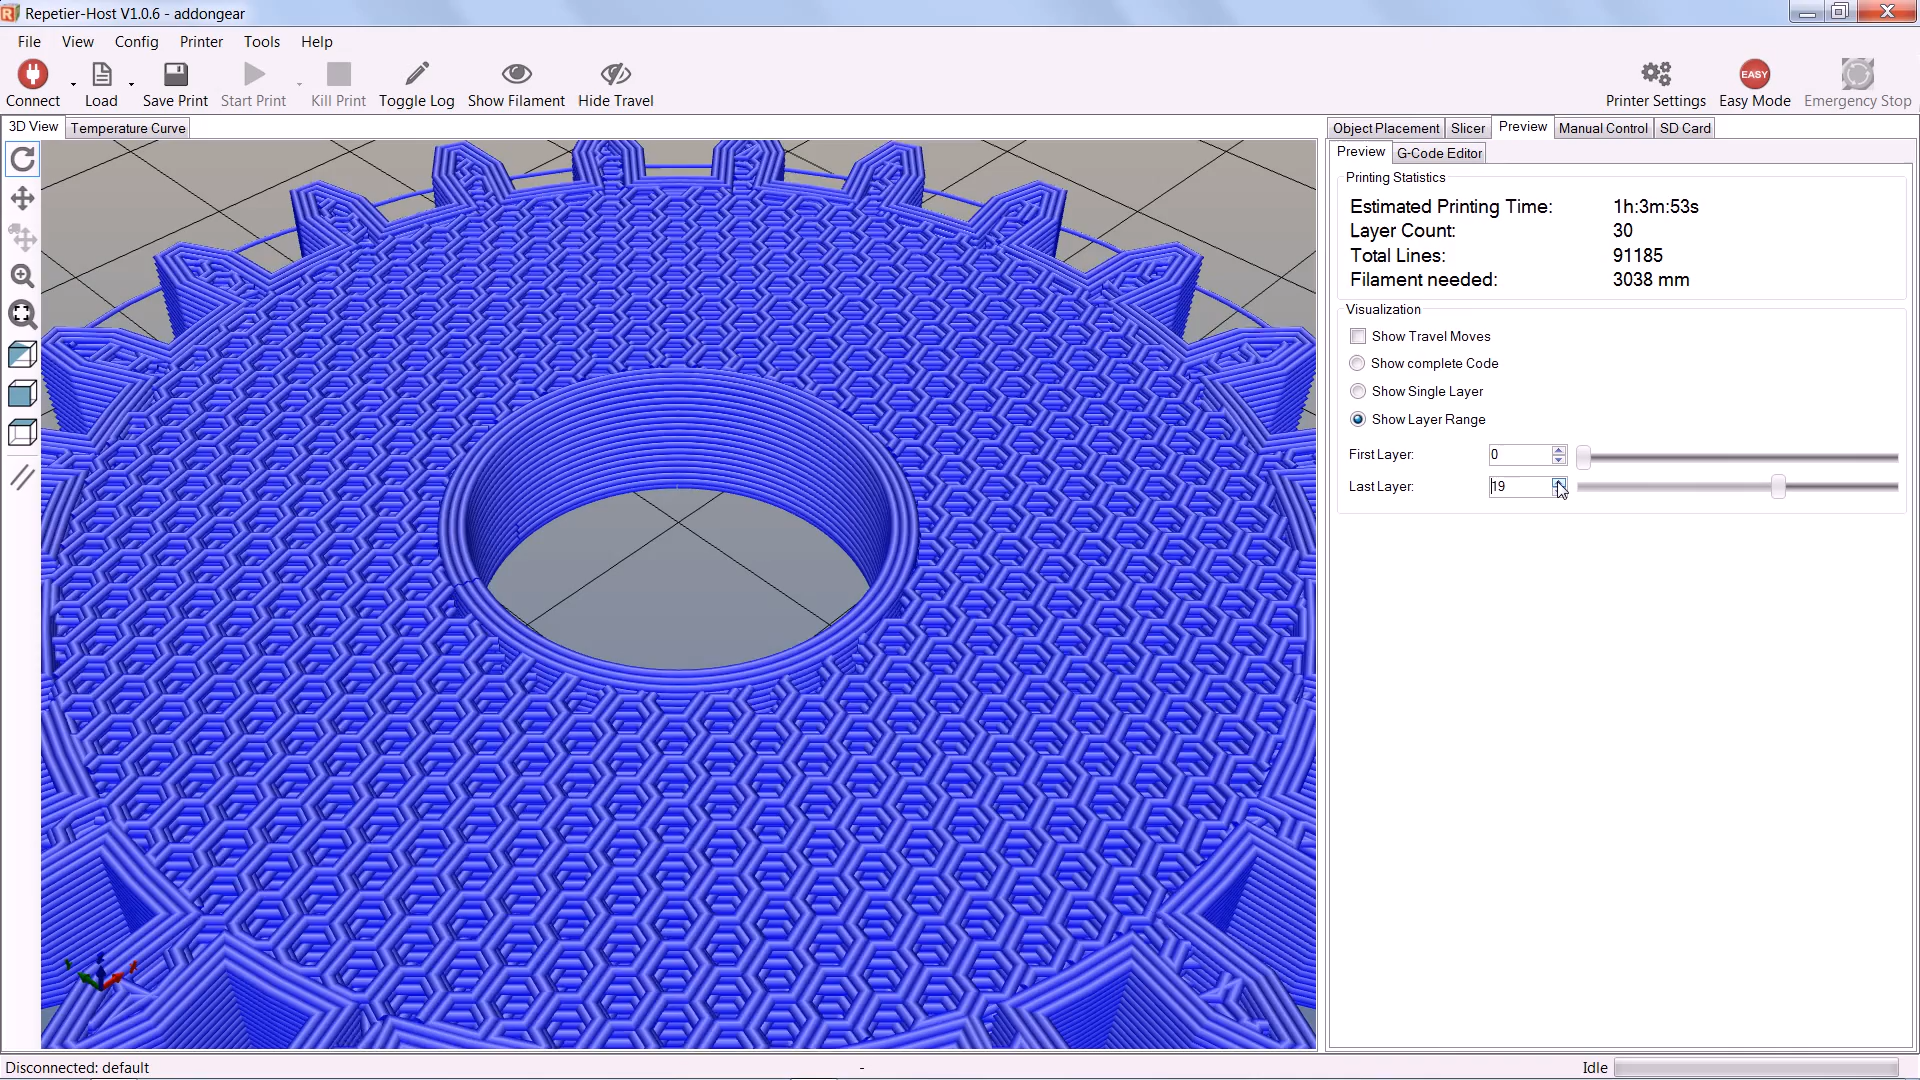 Repetier-Host V1.0.6 - addongear
File View Config Printer Tools Help
Connect Load Save Print Start Print Kill Print Toggle Log Show Filament Hide Travel Printer Settings EASY Easy Mode Emergency Stop
3D View Temperature Curve
Object Placement Slicer Preview Manual Control SD Card
Preview G-Code Editor
Printing Statistics
Estimated Printing Time: 1h:3m:53s
Layer Count: 30
Total Lines: 91185
Filament needed: 3038 mm
Visualization
Show Travel Moves
Show complete Code
Show Single Layer
Show Layer Range
First Layer: 0
Last Layer: 19
Disconnected: default - Idle